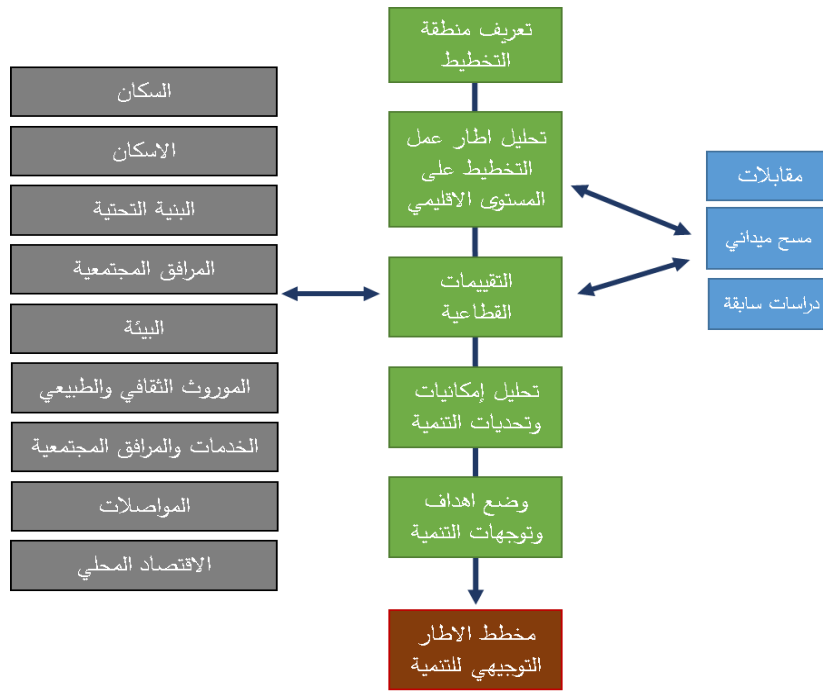 تعريف منطقة
التخطيط
تحليل اطار عمل
التخطيط على
المستوى الاقليمي
التقييمات
القطاعية
تحليل إمكانيات
وتحديات التنمية
وضع اهداف
وتوجهات التنمية
مخطط الاطار
التوجيهي للتنمية
مقابلات
مسح ميداني
دراسات سابقة
السكان
الاسكان
البنية التحتية
المرافق المجتمعية
البيئة
الموروث الثقافي والطبيعي
الخدمات والمرافق المجتمعية
المواصلات
الاقتصاد المحلي